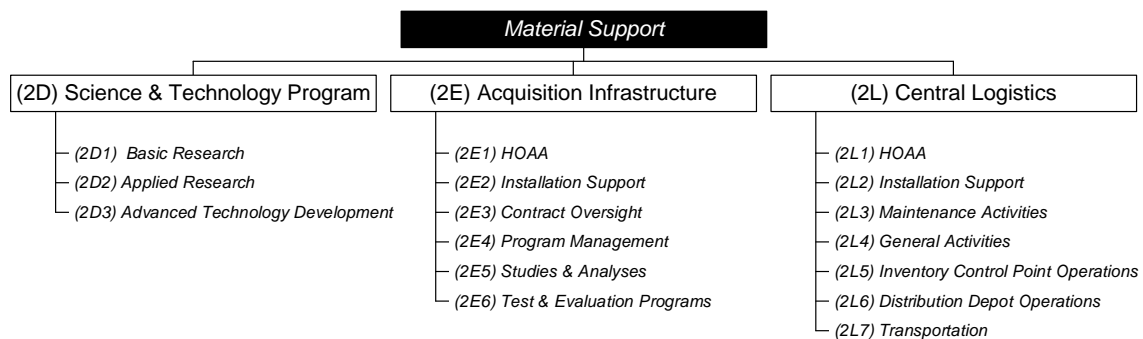 Material Support
(2D) Science & Technology Program
(2D1) Basic Research
(2D2) Applied Research
(2D3) Advanced Technology Development
(2E) Acquisition Infrastructure
(2E1) HOAA
(2E2) Installation Support
(2E3) Contract Oversight
(2E4) Program Management
(2E5) Studies & Analyses
(2E6) Test & Evaluation Programs
(2L) Central Logistics
(2L1) HOAA
(2L2) Installation Support
(2L3) Maintenance Activities
(2L4) General Activities
(2L5) Inventory Control Point Operations
(2L6) Distribution Depot Operations
(2L7) Transportation